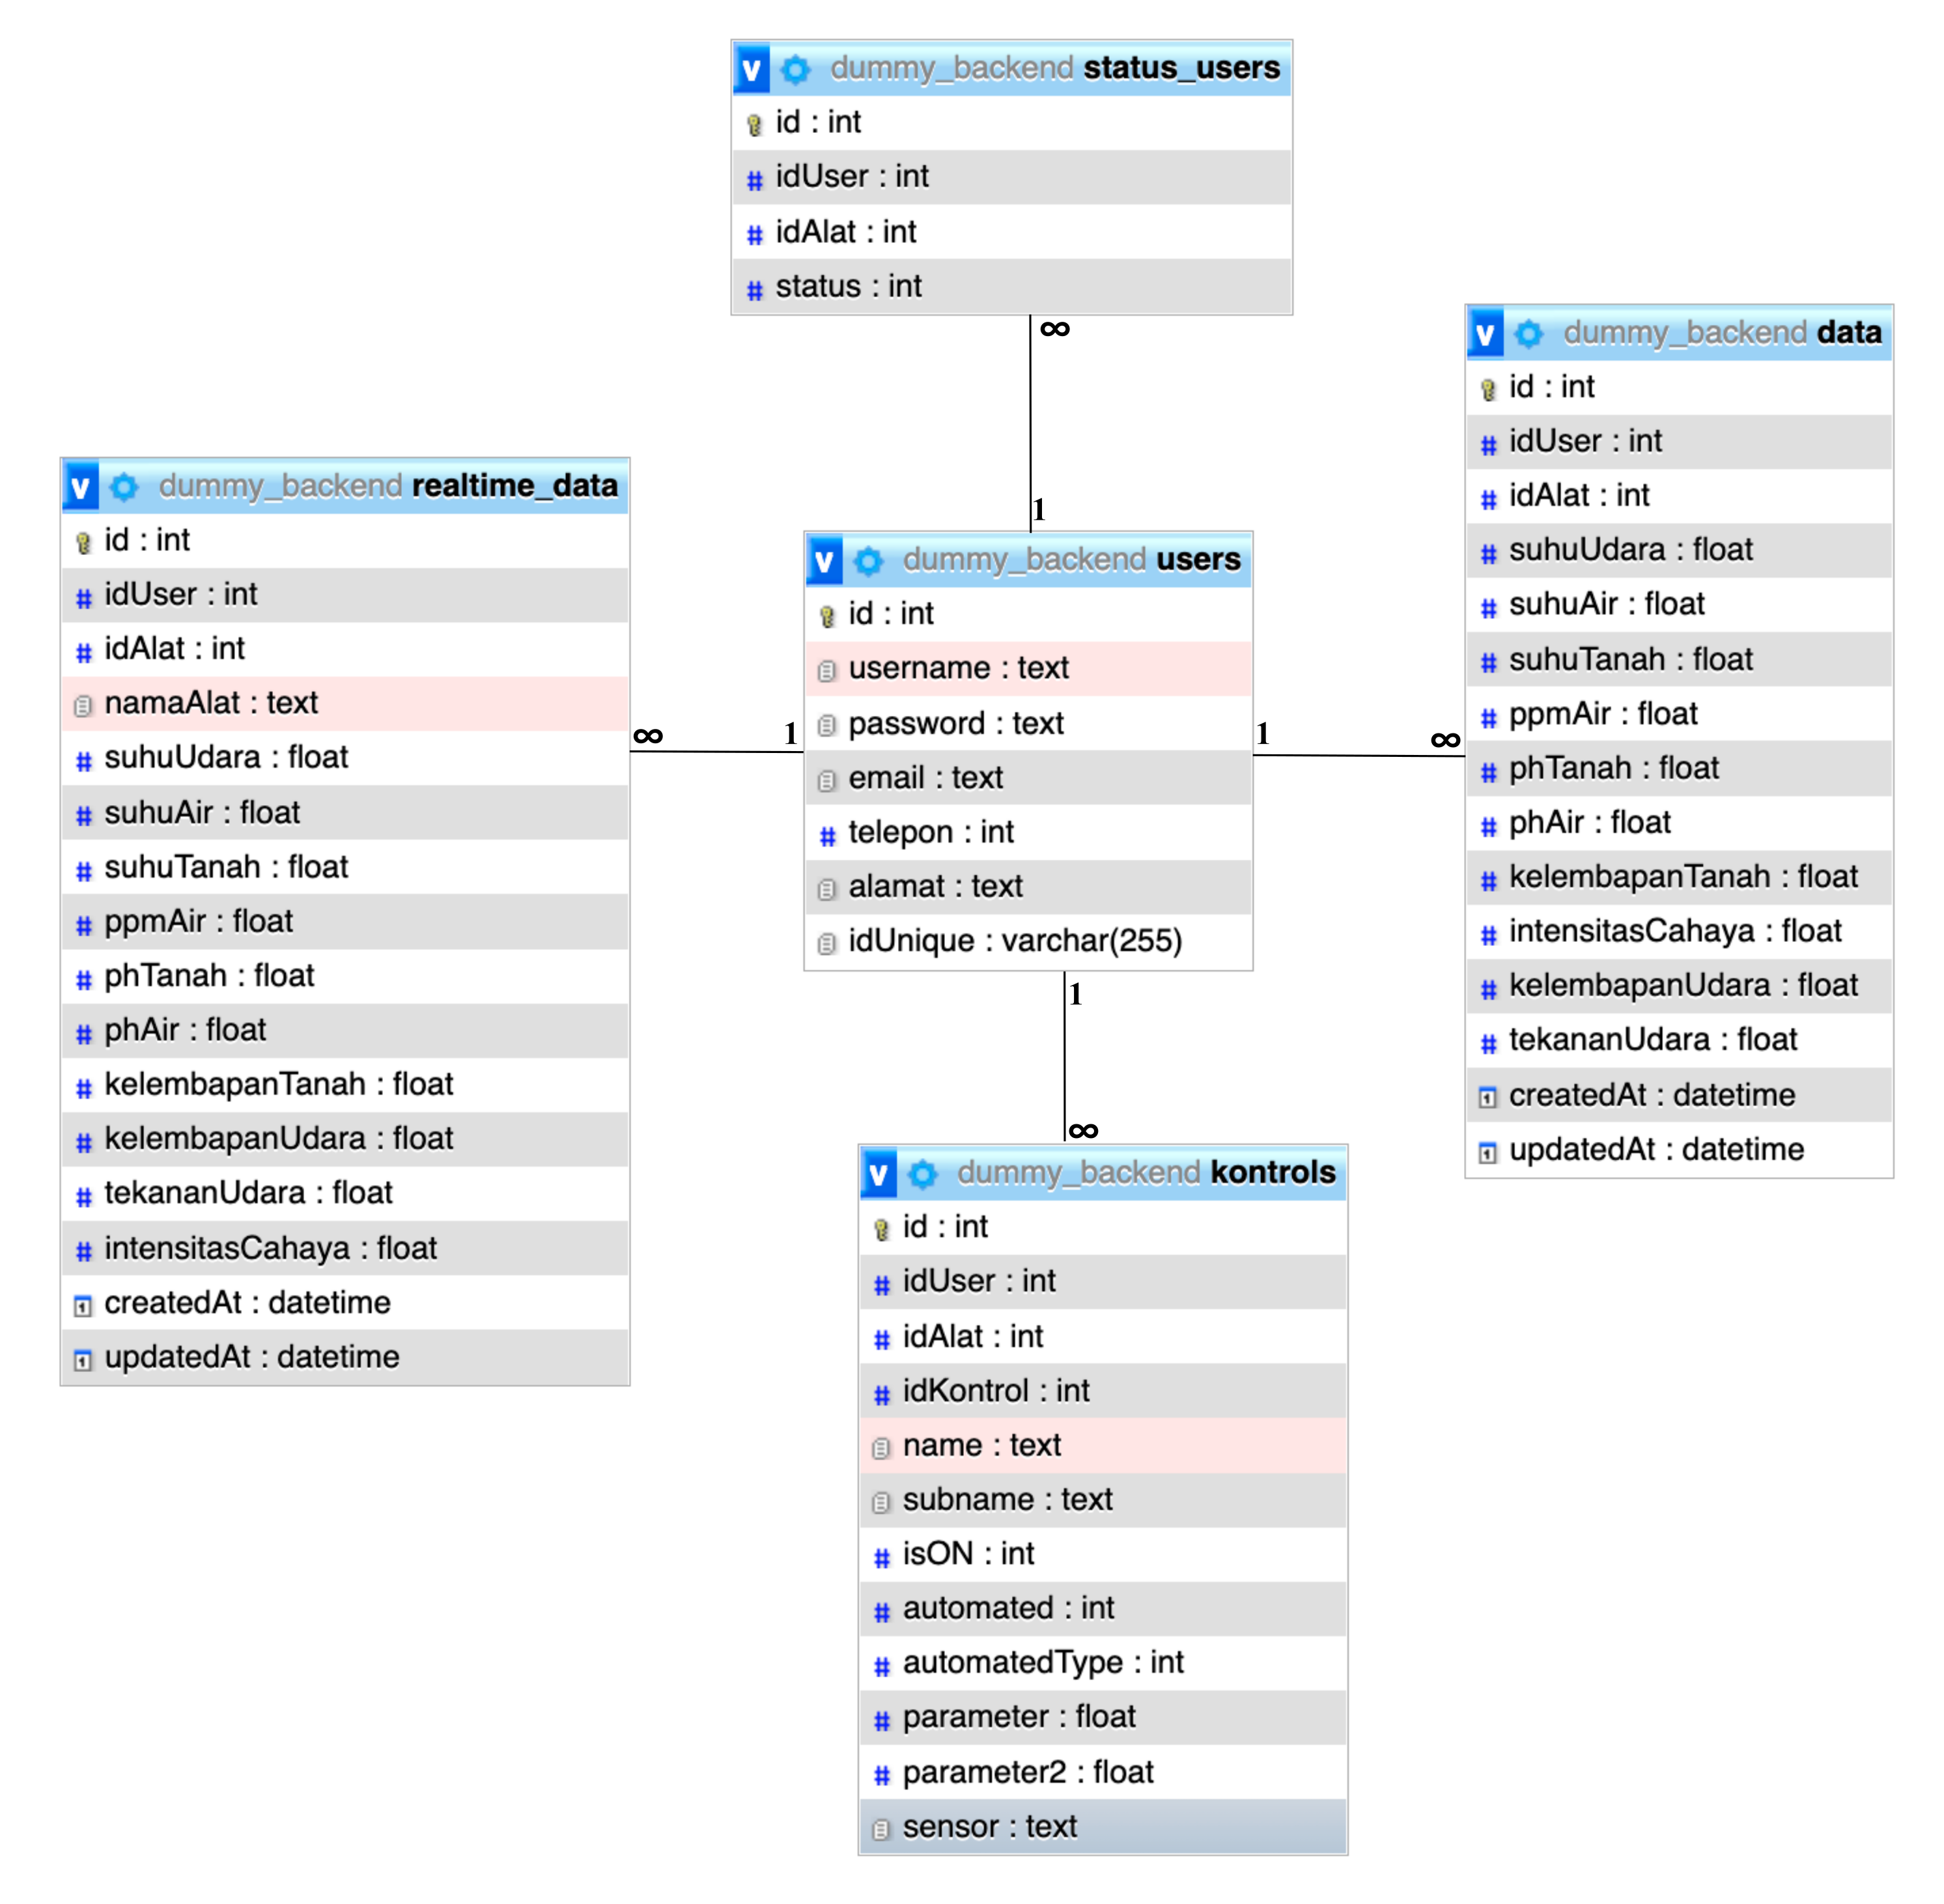 v dummy_backend status_users
id : int
# idUser : int
# idAlat : int
# status : int
∞
1
v dummy_backend realtime_data
id : int
# idUser : int
# idAlat : int
namaAlat : text
# suhuUdara : float
# suhuAir : float
# suhuTanah : float
# ppmAir : float
# phTanah : float
# phAir : float
# kelembapanTanah : float
# kelembapanUdara : float
# tekananUdara : float
# intensitasCahaya : float
createdAt : datetime
updatedAt : datetime
∞
1
v dummy_backend users
id : int
username : text
password : text
email : text
# telepon : int
alamat : text
idUnique : varchar(255)
1
∞
v dummy_backend data
id : int
# idUser : int
# idAlat : int
# suhuUdara : float
# suhuAir : float
# suhuTanah : float
# ppmAir : float
# phTanah : float
# phAir : float
# kelembapanTanah : float
# intensitasCahaya : float
# kelembapanUdara : float
# tekananUdara : float
createdAt : datetime
updatedAt : datetime
1
∞
v dummy_backend kontrols
id : int
# idUser : int
# idAlat : int
# idKontrol : int
name : text
subname : text
# isON : int
# automated : int
# automatedType : int
# parameter : float
# parameter2 : float
sensor : text